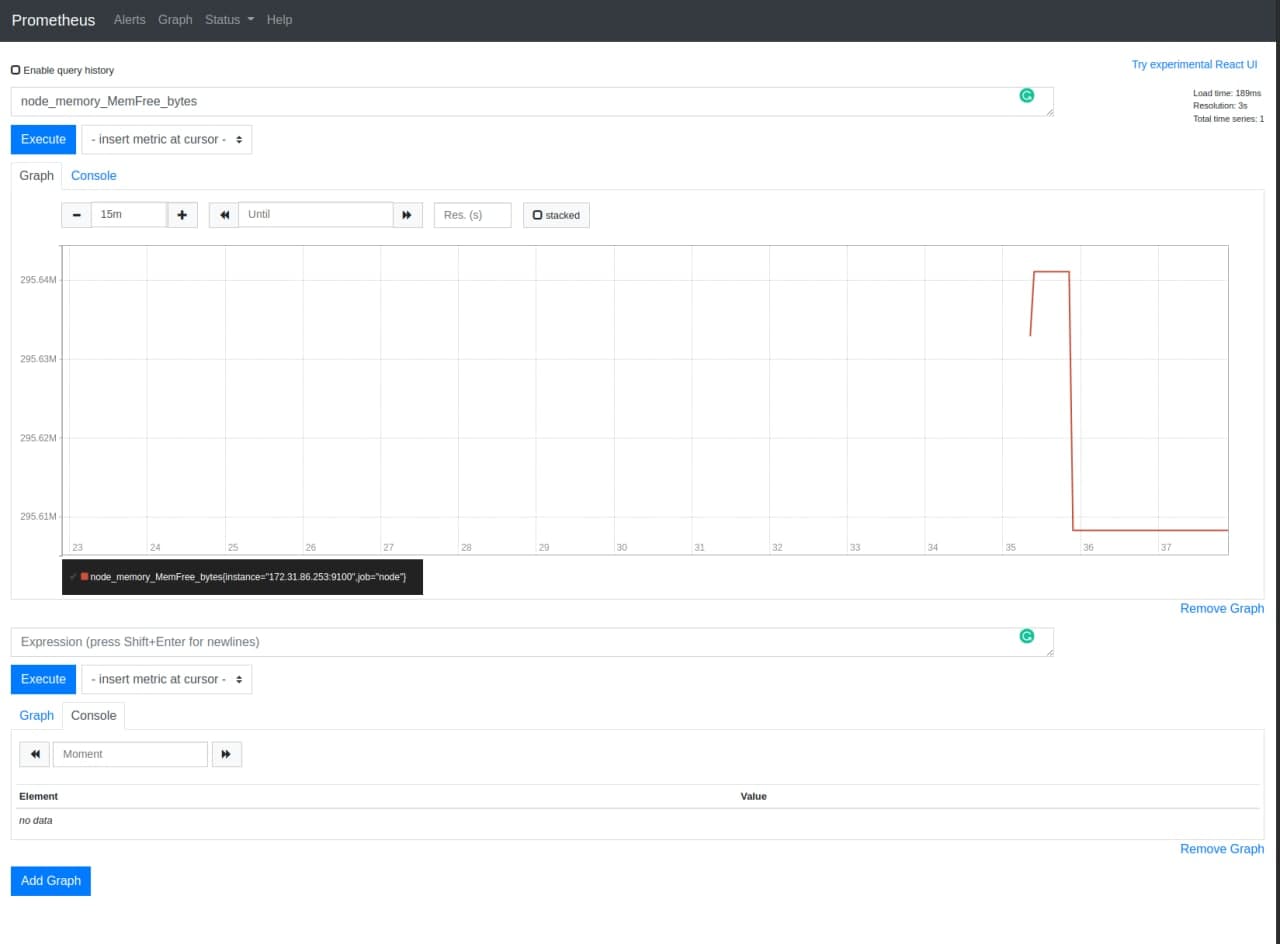 Prometheus Alerts Graph Status Help
Enable query history
Try experimental React UI
node_memory_MemFree_bytes
Load time: 189ms
Resolution: 3s
Total time series: 1
Execute - insert metric at cursor -
Graph Console
15m Until Res. (s) stacked
295.64M
295.63M
295.62M
295.61M
23 24 25 26 27 28 29 30 31 32 33 34 35 36 37
node_memory_MemFree_bytes{instance="172.31.86.253:9100",job="node"}
Remove Graph
Expression (press Shift+Enter for newlines)
Execute - insert metric at cursor -
Graph Console
Moment
Element Value
no data
Remove Graph
Add Graph